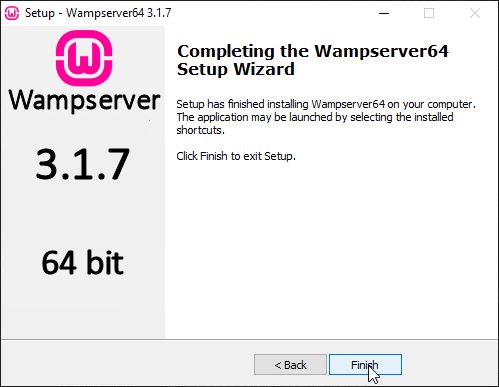 Setup - Wampserver64 3.1.7
Wampserver
3.1.7
64 bit
Completing the Wampserver64
Setup Wizard
Setup has finished installing Wampserver64 on your computer.
The application may be launched by selecting the installed
shortcuts.
Click Finish to exit Setup.
< Back
Finish